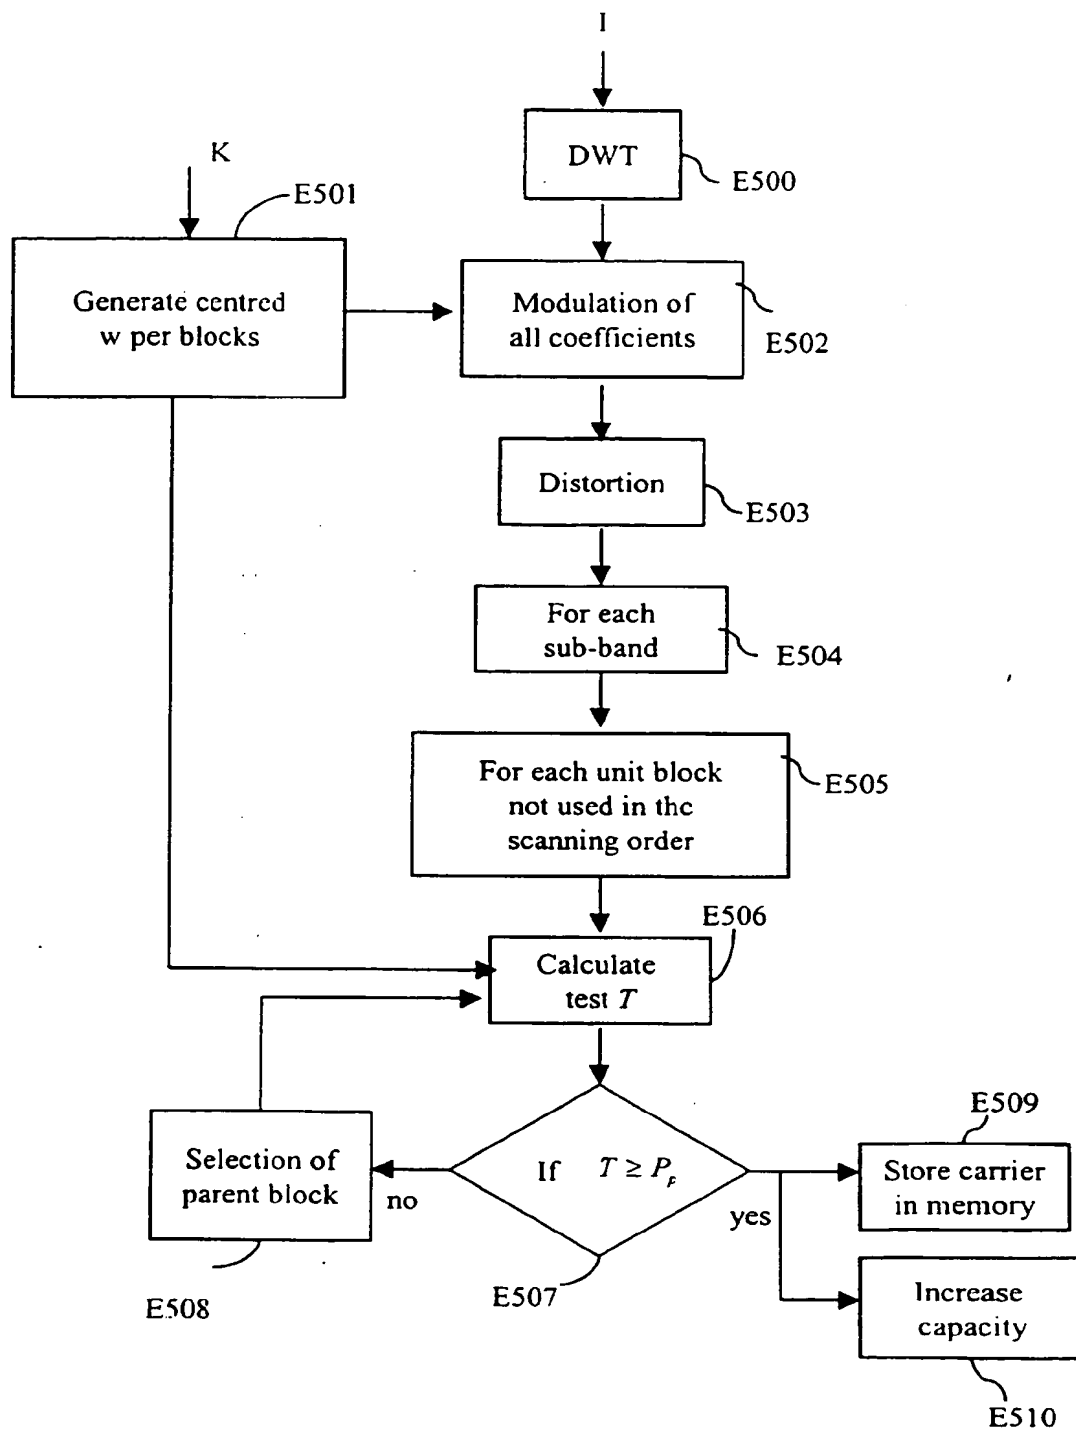 I
DWT
E500
K
E501
Generate centred
w per blocks
Modulation of
all coefficients
E502
Distortion
E503
For each
sub-band
E504
For each unit block
not used in the
scanning order
E505
E506
Calculate
test T
If T ≥ P
no
yes
E507
Selection of
parent block
E508
E509
Store carrier
in memory
Increase
capacity
E510